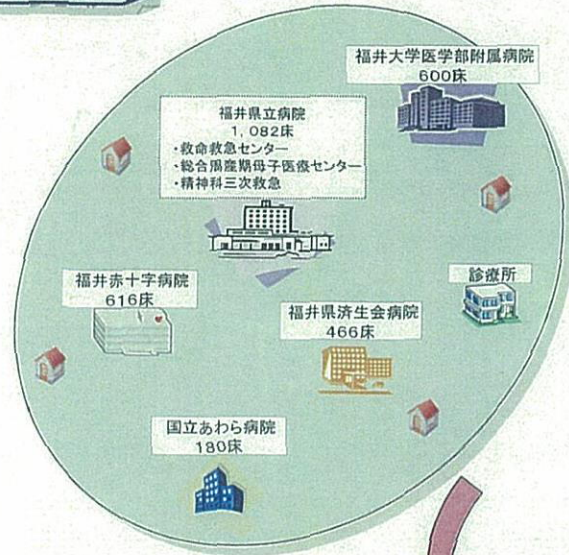 福井大学医学部附属病院
600床
福井県立病院
1,082床
・救命救急センター
・総合周産期母子医療センター
・精神科三次救急
福井赤十字病院
616床
福井県済生会病院
466床
診療所
国立あわら病院
180床